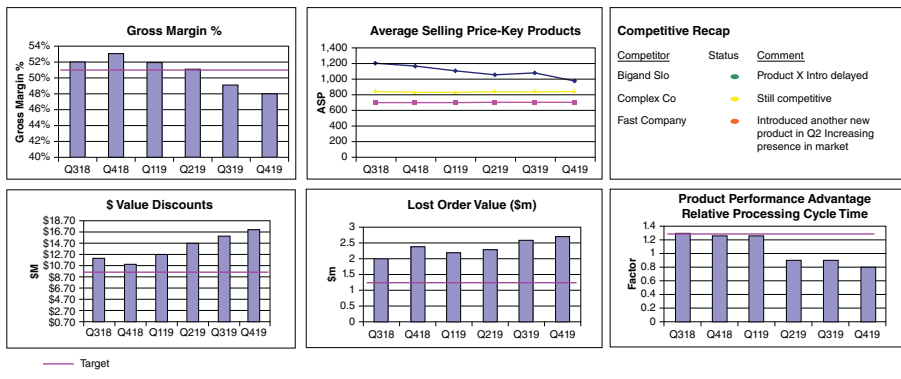 Gross Margin %
Gross Margin %
54%
52%
50%
48%
46%
44%
42%
40%
Q318 Q418 Q119 Q219 Q319 Q419
Average Selling Price-Key Products
ASP
1,400
1,200
1,000
800
600
400
200
0
Q318 Q418 Q119 Q219 Q319 Q419
Competitive Recap
Competitor Status Comment
Bigand Slo Product X Intro delayed
Complex Co Still competitive
Fast Company Introduced another new
product in Q2 Increasing
presence in market
$ Value Discounts
$M
$18.70
$16.70
$14.70
$12.70
$10.70
$8.70
$6.70
$4.70
$2.70
$0.70
Q318 Q418 Q119 Q219 Q319 Q419
Lost Order Value ($m)
$m
3
2.5
2
1.5
1
0.5
0
Q318 Q418 Q119 Q219 Q319 Q419
Product Performance Advantage
Relative Processing Cycle Time
Factor
1.4
1.2
1
0.8
0.6
0.4
0.2
0
Q318 Q418 Q119 Q219 Q319 Q419
Target